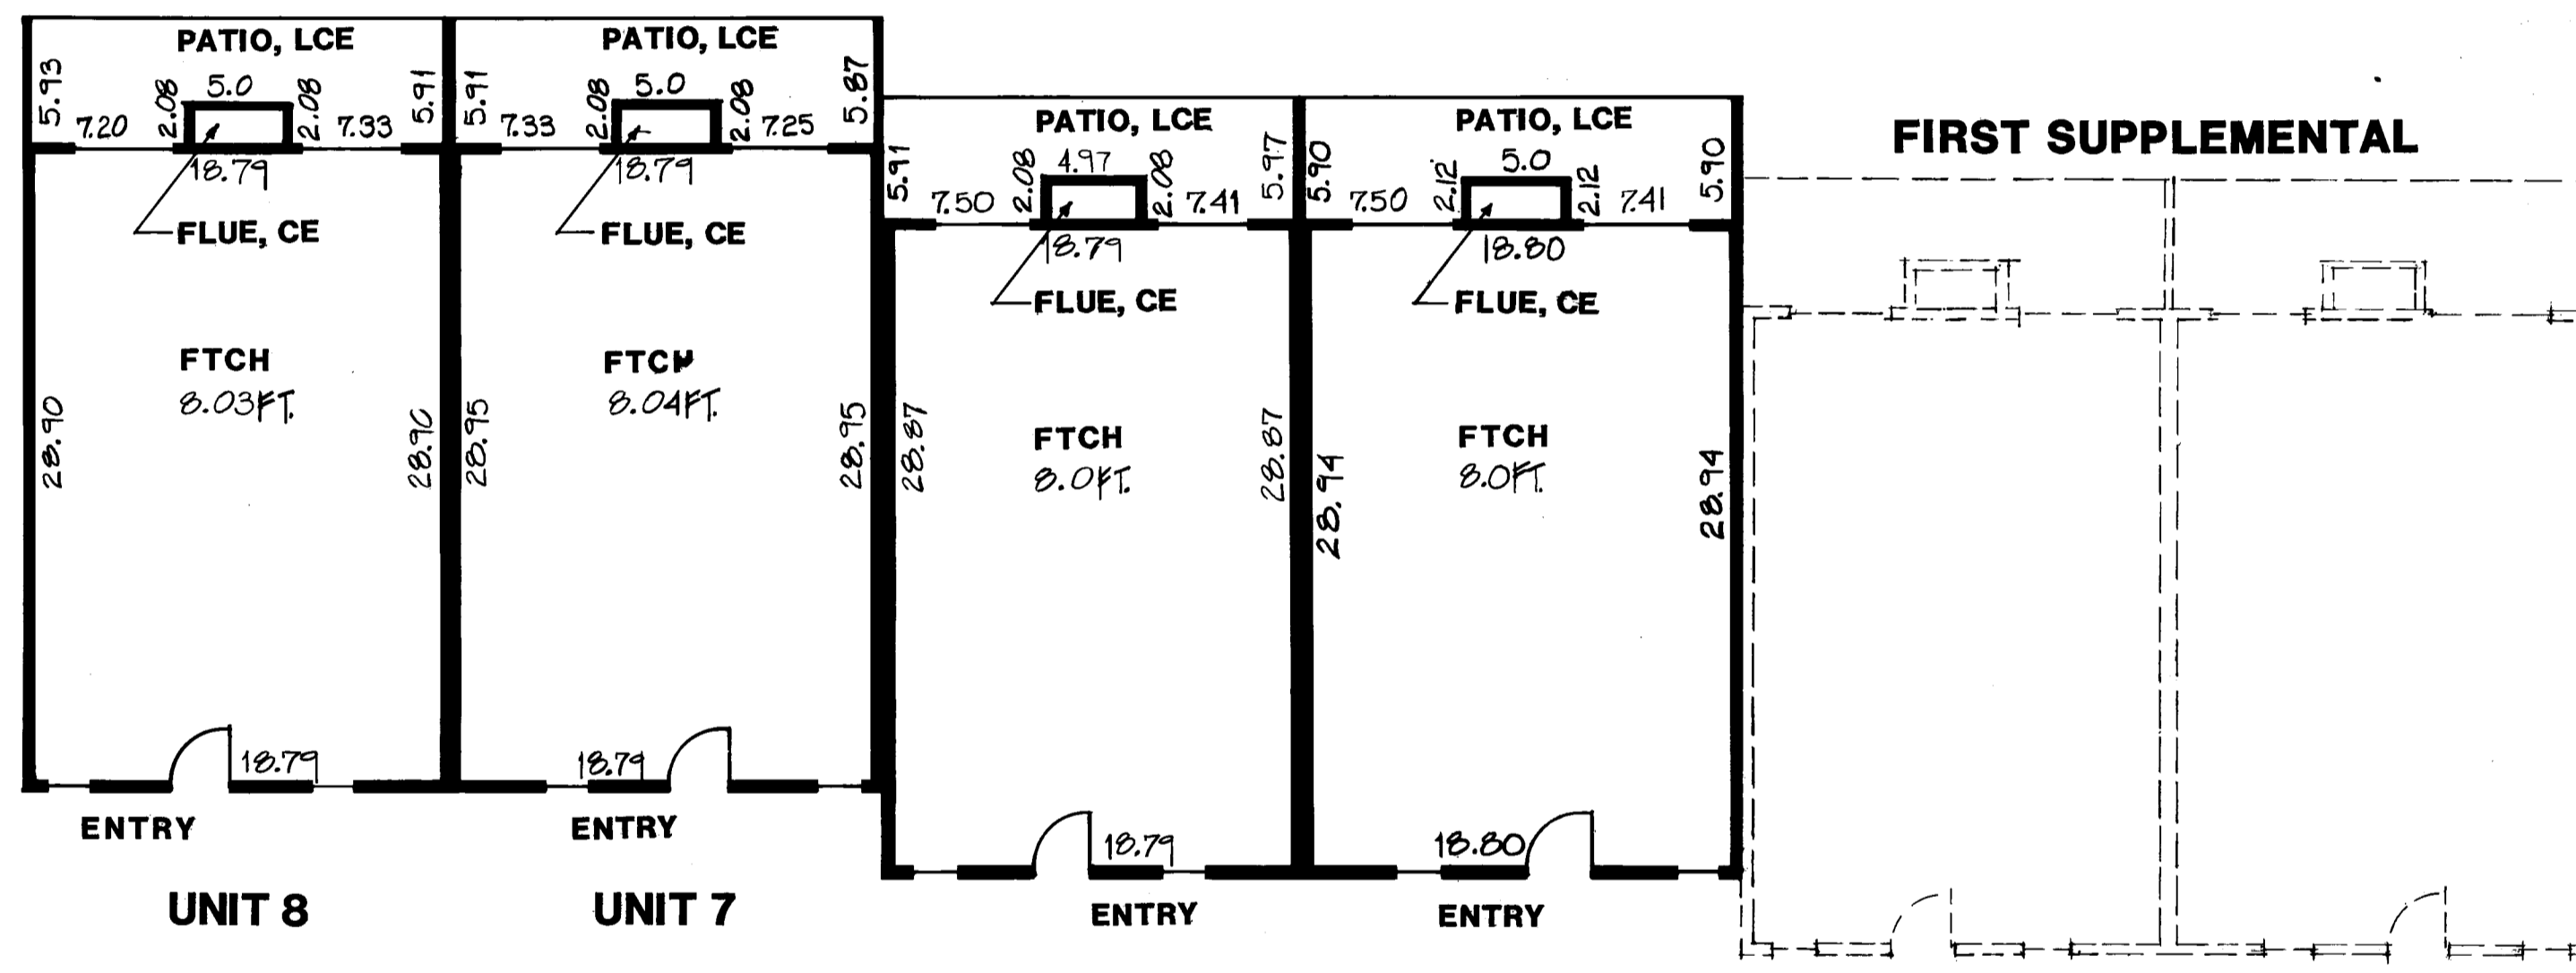 PATIO, LCE
5.93
7.20
2.08
5.0
2.08
7.33
5.91
18.79
FLUE, CE
FTCH
8.03FT.
28.90
28.90
18.79
ENTRY
UNIT 8
PATIO, LCE
5.91
7.33
2.08
5.0
2.08
7.25
5.87
18.79
FLUE, CE
FTCH
8.04FT.
28.95
28.95
18.79
ENTRY
UNIT 7
PATIO, LCE
5.91
7.50
2.08
4.97
2.08
7.41
5.97
18.79
FLUE, CE
FTCH
8.0FT.
28.87
28.87
18.79
ENTRY
PATIO, LCE
5.90
7.50
2.12
5.0
2.12
7.41
5.90
18.80
FLUE, CE
FTCH
8.0FT.
28.94
28.94
18.80
ENTRY
FIRST SUPPLEMENTAL